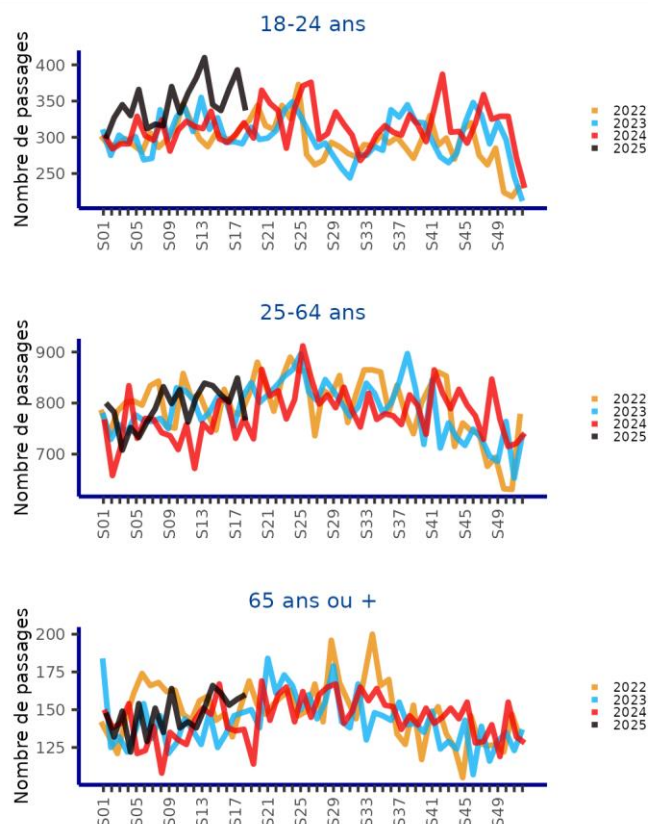 18-24 ans
Nombre de passages
400
350
300
250
S01
S05
S09
S13
S17
S21
S25
S29
S33
S37
S41
S45
S49
2022
2023
2024
2025
25-64 ans
Nombre de passages
900
800
700
S01
S05
S09
S13
S17
S21
S25
S29
S33
S37
S41
S45
S49
2022
2023
2024
2025
65 ans ou +
Nombre de passages
200
175
150
125
S01
S05
S09
S13
S17
S21
S25
S29
S33
S37
S41
S45
S49
2022
2023
2024
2025